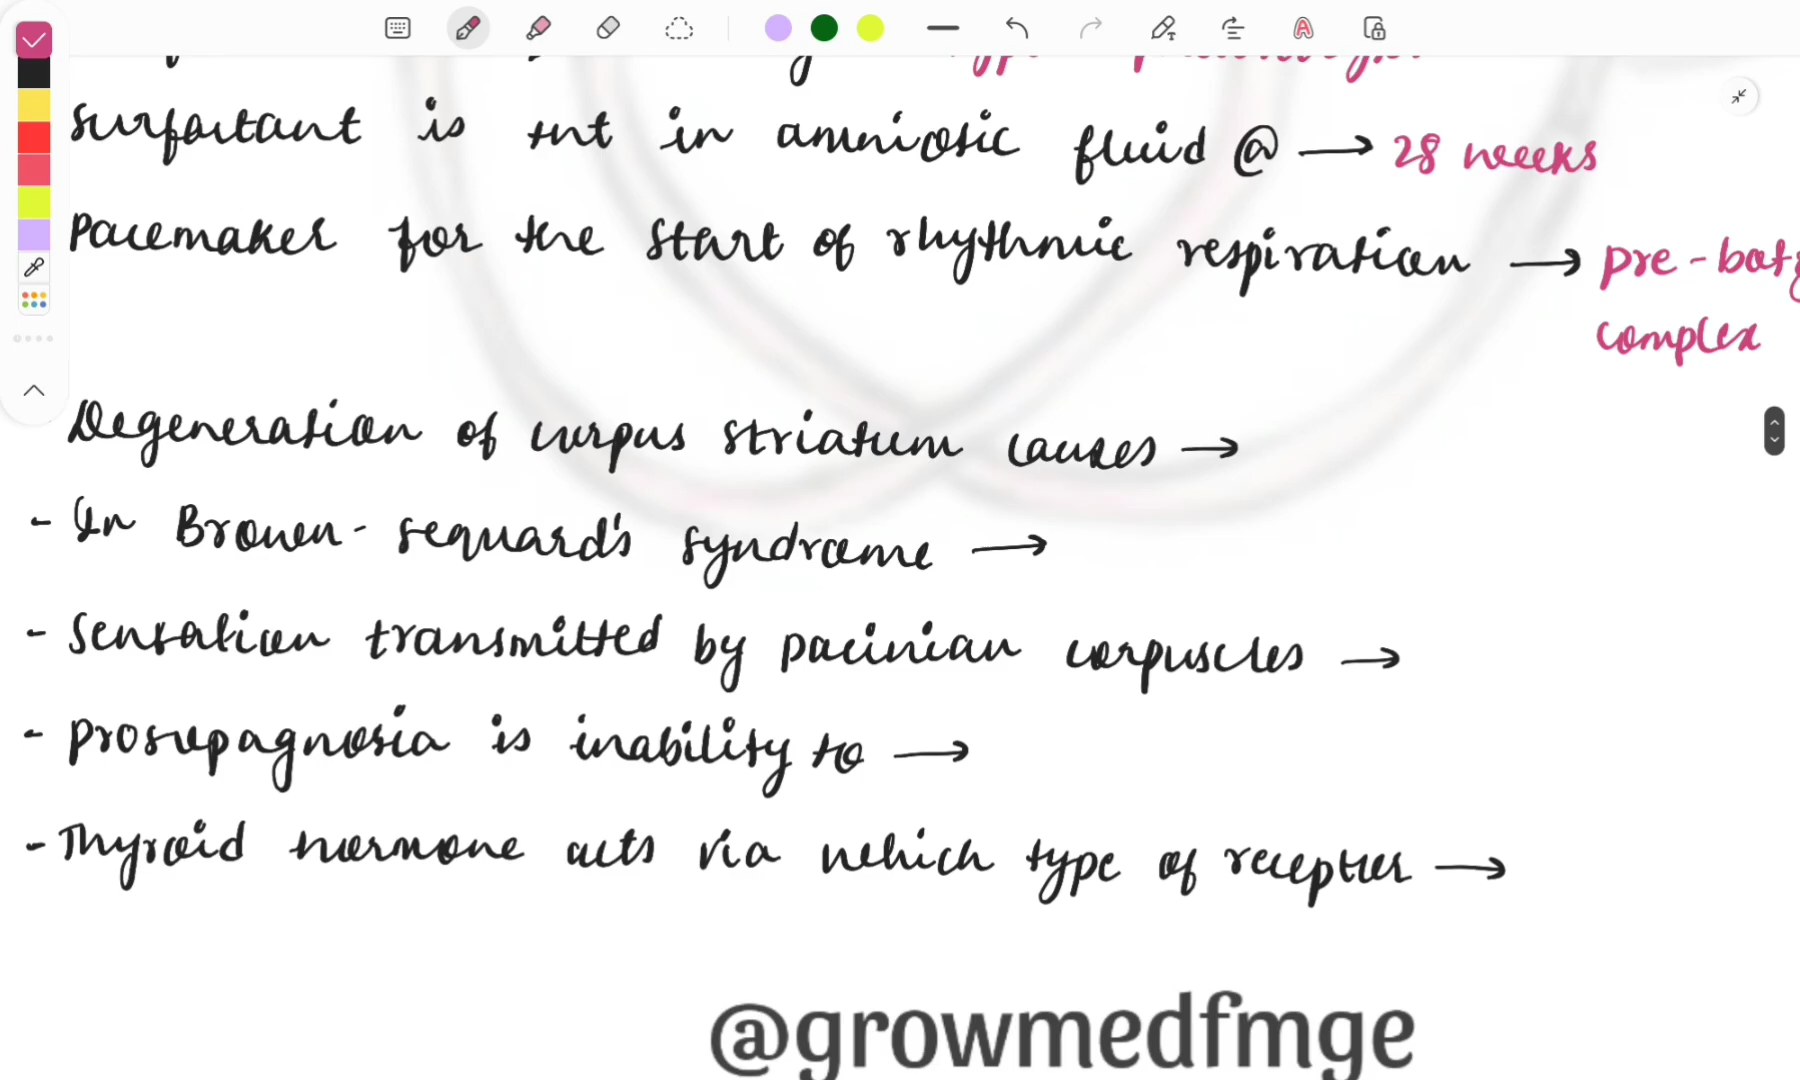 surfactant is tnt in amniotic fluid @ → 28 weeks
Pacemaker for the start of rhythmic respiration → pre-botz
complex
Degeneration of corpus striatum causes →
- In Brown-sequard's syndrome →
- Sensation transmitted by pacinian corpuscles →
- Prosopagnosia is inability to →
- Thyroid hormone acts via which type of receptor →
@growmedfmge